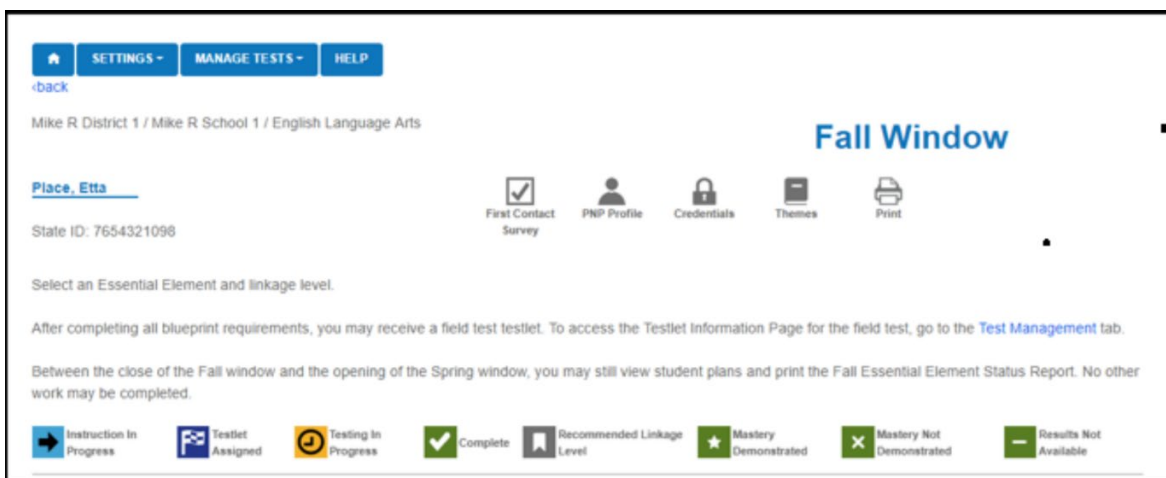 SETTINGS MANAGE TESTS HELP
‹back
Mike R District 1 / Mike R School 1 / English Language Arts
Fall Window
Place, Etta
First Contact Survey
PNP Profile
Credentials
Themes
Print
State ID: 7654321098
Select an Essential Element and linkage level.
After completing all blueprint requirements, you may receive a field test testlet. To access the Testlet Information Page for the field test, go to the Test Management tab.
Between the close of the Fall window and the opening of the Spring window, you may still view student plans and print the Fall Essential Element Status Report. No other
work may be completed.
Instruction In Progress
Testlet Assigned
Testing In Progress
Complete
Recommended Linkage Level
Mastery Demonstrated
Mastery Not Demonstrated
Results Not Available